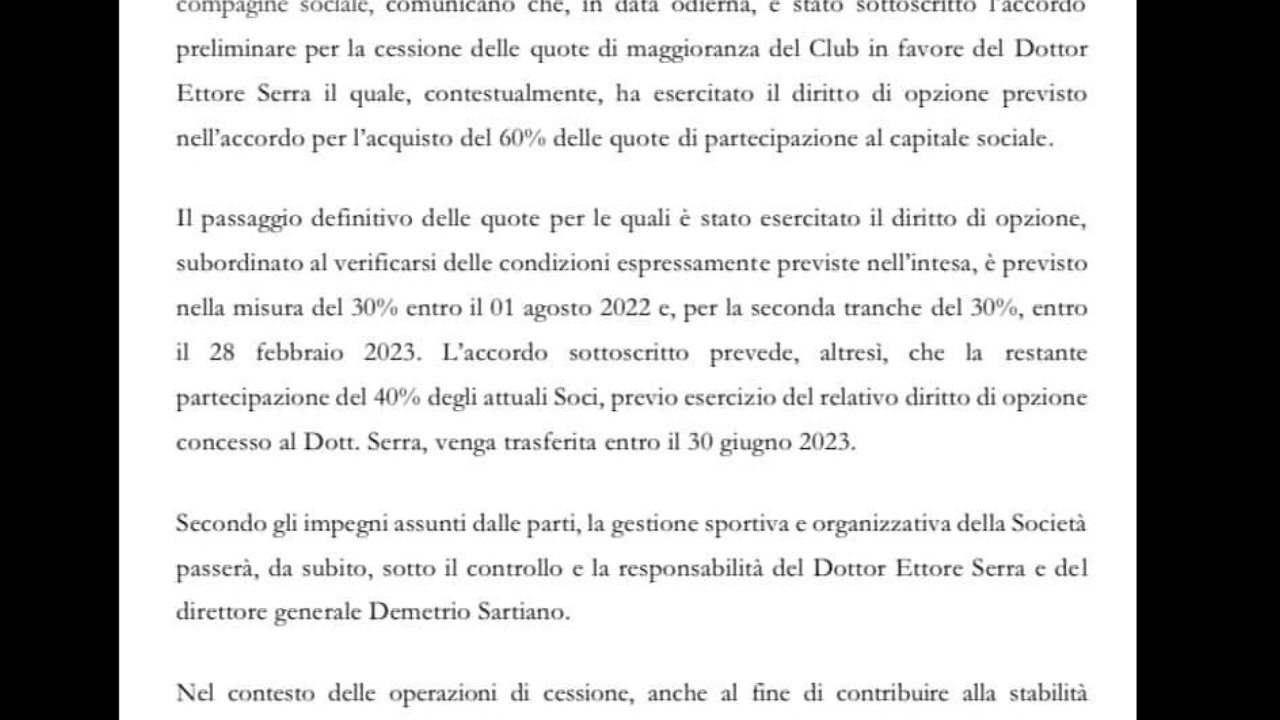 compagine sociale, comunicano che, in data odierna, è stato sottoscritto l'accordo
preliminare per la cessione delle quote di maggioranza del Club in favore del Dottor
Ettore Serra il quale, contestualmente, ha esercitato il diritto di opzione previsto
nell'accordo per l'acquisto del 60% delle quote di partecipazione al capitale sociale.
Il passaggio definitivo delle quote per le quali è stato esercitato il diritto di opzione,
subordinato al verificarsi delle condizioni espressamente previste nell'intesa, è previsto
nella misura del 30% entro il 01 agosto 2022 e, per la seconda tranche del 30%, entro
il 28 febbraio 2023. L'accordo sottoscritto prevede, altresì, che la restante
partecipazione del 40% degli attuali Soci, previo esercizio del relativo diritto di opzione
concesso al Dott. Serra, venga trasferita entro il 30 giugno 2023.
Secondo gli impegni assunti dalle parti, la gestione sportiva e organizzativa della Società
passerà, da subito, sotto il controllo e la responsabilità del Dottor Ettore Serra e del
direttore generale Demetrio Sartiano.
Nel contesto delle operazioni di cessione, anche al fine di contribuire alla stabilità